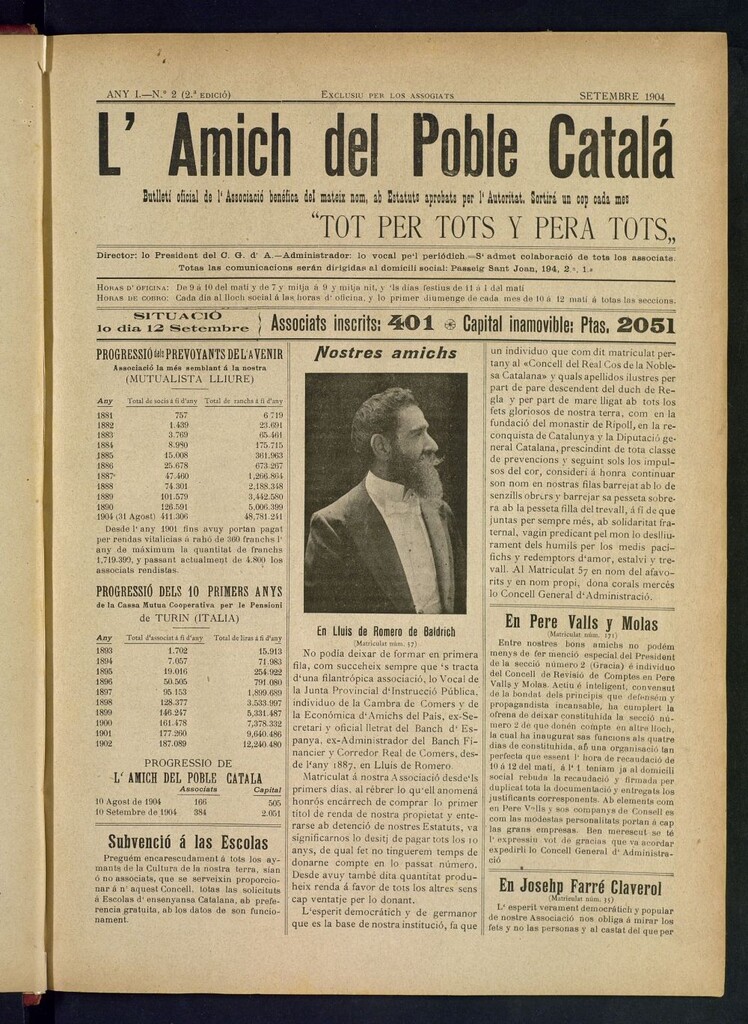 ANY I.—N.º 2 (2.ª EDICIÓ) EXCLUSIU PER LOS ASSOGIATS SETEMBRE 1904
L' Amich del Poble Catalá
Butlletí oficial de l'Associació benéfica del mateix nom, ab Estatuts aprobats per l'Autoritat. Sortirá un cop cada mes
“TOT PER TOTS Y PERA TOTS„
Director: lo President del C. G. d' A.—Administrador: lo vocal pe'l periódich.—S' admet colaboració de tots los associats.
Totas las comunicacions serán dirigidas al domicili social: Passeig Sant Joan, 194, 2.º, 1.ª
HORAS D'OFICINA: De 9 á 10 del matí y de 7 y mitja á 9 y mitja nit, y 'ls días festius de 11 á 1 del matí
HORAS DE COBRO: Cada día al lloch social á las horas d' oficina, y lo primer diumenge de cada mes de 10 á 12 matí á totas las seccions.
SITUACIÓ
lo dia 12 Setembre
Associats inscrits: 401 Capital inamovible: Ptas. 2051
PROGRESSIÓ dels PREVOYANTS DE L'AVENIR
Associació la més semblant á la nostra
(MUTUALISTA LLIURE)
Any Total de socis á fi d'any Total de franchs á fi d'any
1881 757 6.719
1882 1.439 23.691
1883 3.769 65.461
1884 8.980 175.715
1885 15.008 361.963
1886 25.678 673.267
1887 47.460 1,266.864
1888 74.301 2,188.348
1889 101.579 3,442.580
1890 126.591 5,006.399
1904 (31 Agost) 411.306 48,781.241
Desde l'any 1901 fins avuy portan pagat
per rendas vitalicias á rahó de 360 franchs l'
any de máximum la quantitat de franchs
1,719.399, y passant actualment de 4.800 los
associats rendistas.
PROGRESSIÓ DELS 10 PRIMERS ANYS
de la Cassa Mutua Cooperativa per le Pensioni
de TURIN (ITALIA)
Any Total d'associats á fi d'any Total de liras á fi d'any
1893 1.702 15.913
1894 7.057 71.983
1895 19.016 254.922
1896 50.505 791.080
1897 95.153 1,899.689
1898 128.377 3,533.997
1899 146.247 5,331.487
1900 161.478 7,378.332
1901 177.260 9,640.486
1902 187.089 12,240.480
PROGRESSIO DE
L' AMICH DEL POBLE CATALA
Associats Capital
10 Agost de 1904 166 505
10 Setembre de 1904 384 2.051
Subvenció á las Escolas
Preguém encarescudament á tots los ay-
mants de la Cultura de la nostra terra, sian
ó no associats, que se serveixin proporcio-
nar á n' aquest Concell, totas las solicituts
á Escolas d' ensenyansa Catalana, ab prefe-
rencia gratuita, ab los datos de son funcio-
nament.
Nostres amichs
En Lluis de Romero de Baldrich
(Matriculat núm. 57)
No podía deixar de formar en primera
fila, com succeheix sempre que 's tracta
d'una filantrópica associació, lo Vocal de
la Junta Provincial d'Instrucció Pública,
individuo de la Cambra de Comers y de
la Económica d'Amichs del País, ex-Se-
cretari y oficial lletrat del Banch d' Es-
panya, ex-Administrador del Banch Fi-
nancier y Corredor Real de Comers, des-
de l'any 1887, en Lluis de Romero.
Matriculat á nostra Associació desde'ls
primers días, al rébrer lo qu'ell anomená
honrós encárrech de comprar lo primer
títol de renda de nostra propietat y ente-
rarse ab detenció de nostres Estatuts, va
significarnos lo desitj de pagar tots los 10
anys, de qual fet no tinguerem temps de
donarne compte en lo passat número.
Desde avuy també dita quantitat produ-
heix renda á favor de tots los altres sens
cap ventatje per lo donant.
L'esperit democrátich y de germanor
que es la base de nostra institució, fa que
un individuo que com dit matriculat per-
tany al «Concell del Real Cos de la Noble-
sa Catalana» y quals apellidos ilustres per
part de pare descendent del duch de Re-
gla y per part de mare lligat ab tots los
fets gloriosos de nostra terra, com en la
fundació del monastir de Ripoll, en la re-
conquista de Catalunya y la Diputació ge-
neral Catalana, prescindint de tota classe
de prevencions y seguint sols los impul-
sos del cor, consideri á honra continuar
son nom en nostras filas barrejat ab lo de
senzills obrers y barrejar sa pesseta sobre-
ra ab la pesseta filla del trevall, á fi de que
juntas per sempre més, ab solidaritat fra-
ternal, vagin predicant pel mon lo deslliu-
rament dels humils per los medis paci-
fichs y redemptors d'amor, estalvi y tre-
vall. Al Matriculat 57 en nom del afavo-
rits y en nom propi, dona corals mercés
lo Concell General d'Administració.
En Pere Valls y Molas
(Matriculat núm. 171)
Entre nostres bons amichs no podém
menys de fer menció especial del President
de la secció número 2 (Gracia) é individuo
del Concell de Revisio de Comptes en Pere
Valls y Molas. Actiu é inteligent, convensut
de la bondat dels principis que defensém y
propagandista incansable, ha cumplert la
ofrena de deixar constituhida la secció nú-
mero 2 de que donem compte en altre lloch,
la cual ha inaugurat sas funcions als quatre
días de constituhida, ab una organisació tan
perfecta que essent l' hora de recaudació de
10 á 12 del matí, á l' 1 teníam ja al domicili
social rebuda la recaudació y firmada per
duplicat tota la documentació y entregats los
justificants corresponents. Ab elements com
en Pere Valls y sos companys de Consell es
com las modestas personalitats portan á cap
las grans empresas. Ben merescut se té
l' expressiu vot de gracias que va acordar
expedirli lo Concell General d' Administra-
ció
En Josehp Farré Claverol
(Matriculat núm. 35)
L' esperit verament democrátich y popular
de nostre Associació nos obliga á mirar los
fets y no las personas y al castat del que per